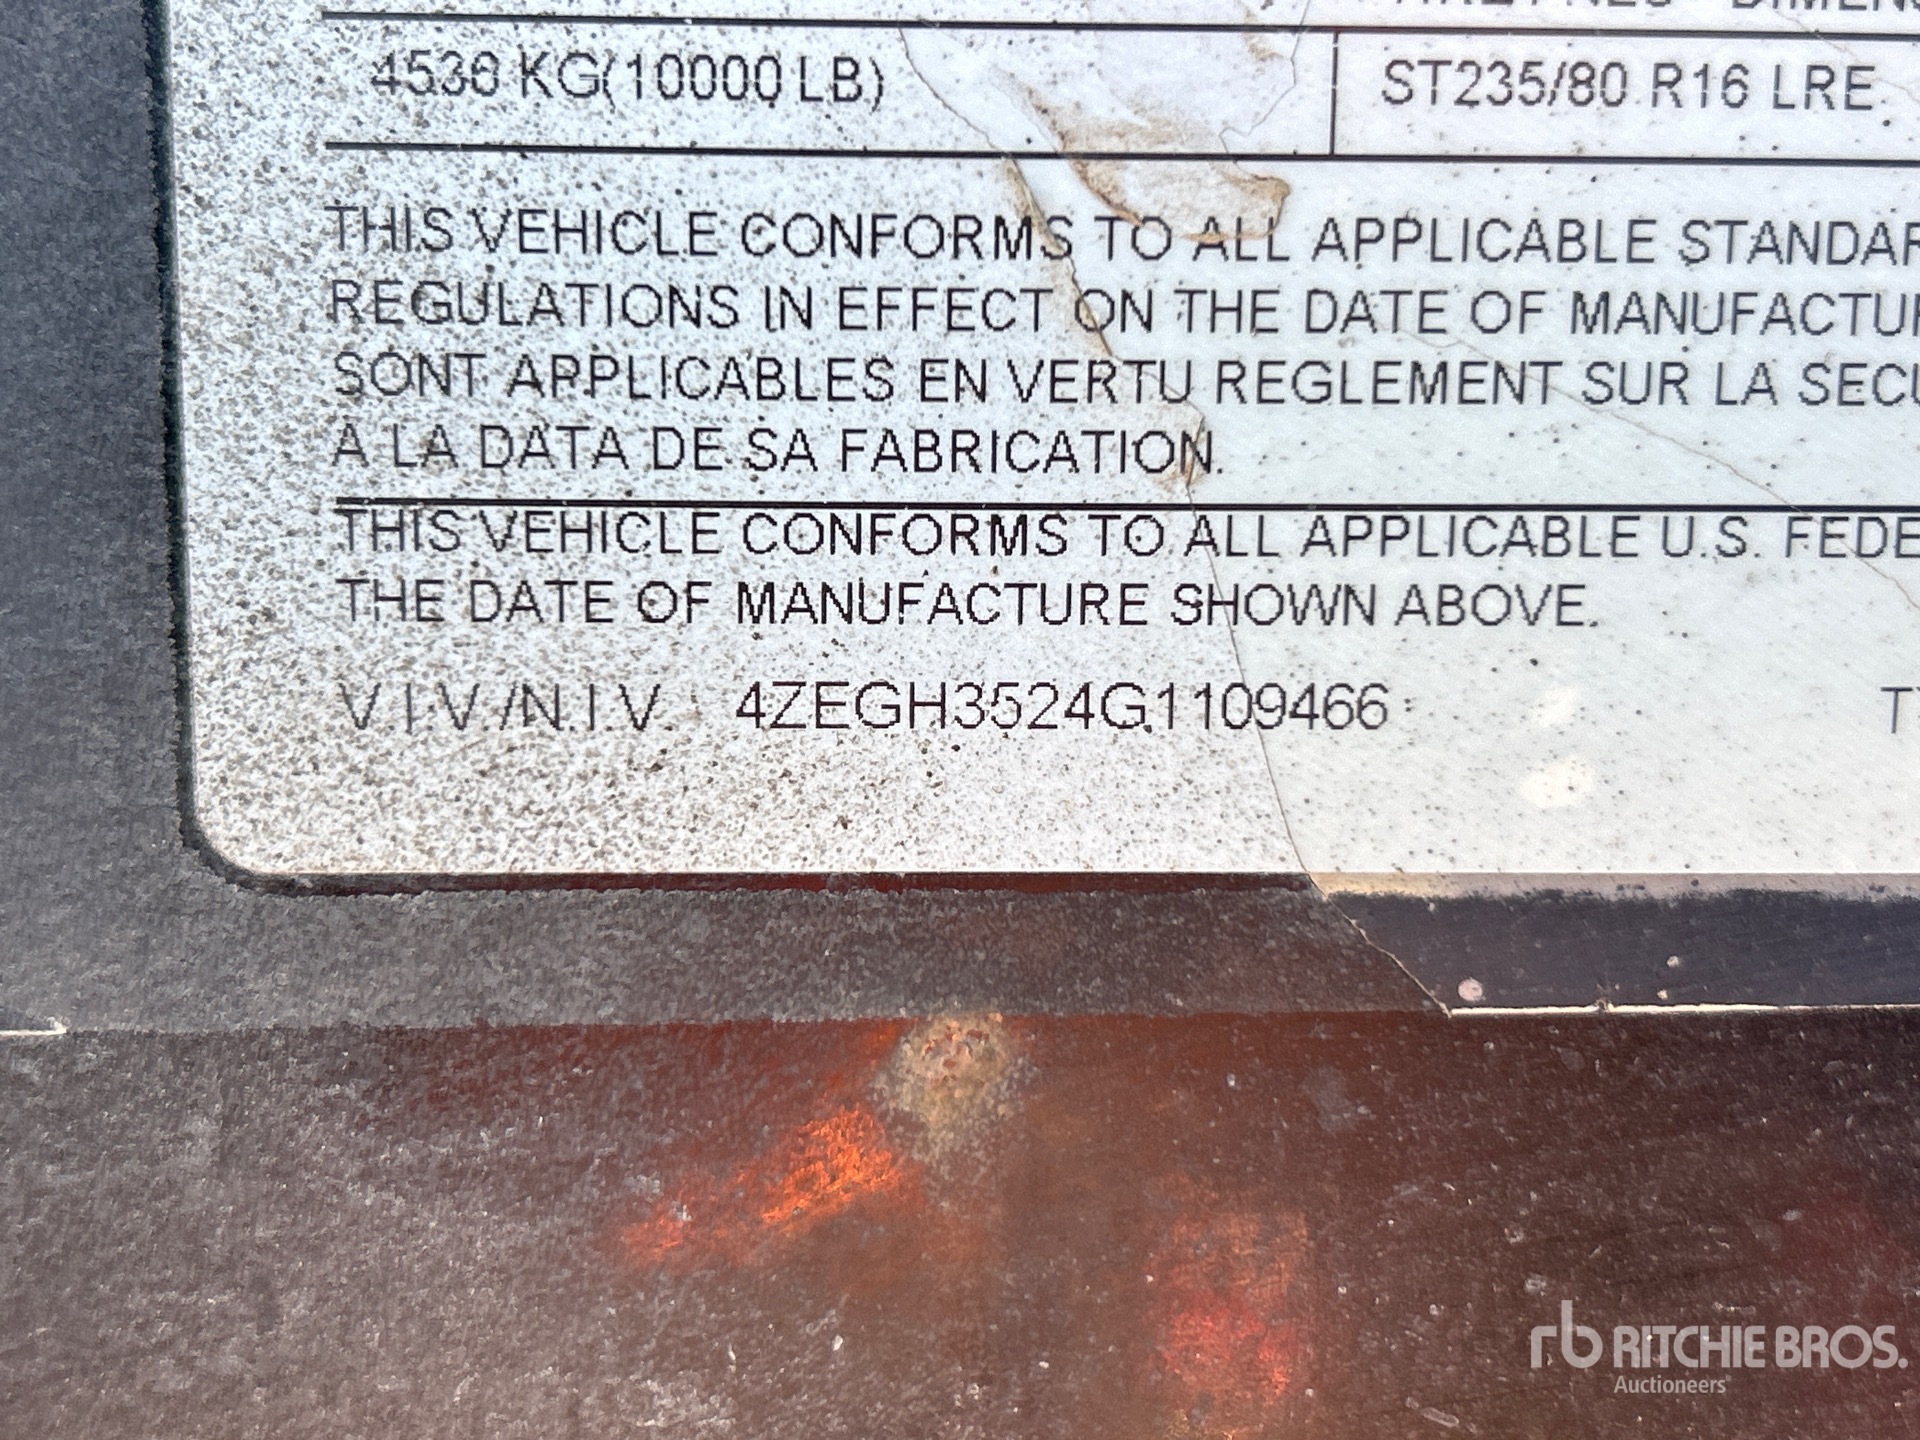 4536 KG(10000 LB) ST235/80 R16 LRE
THIS VEHICLE CONFORMS TO ALL APPLICABLE STANDAR
REGULATIONS IN EFFECT ON THE DATE OF MANUFACTU
SONT APPLICABLES EN VERTU REGLEMENT SUR LA SECU
A LA DATA DE SA FABRICATION.
THIS VEHICLE CONFORMS TO ALL APPLICABLE U.S. FEDE
THE DATE OF MANUFACTURE SHOWN ABOVE.
V.I.V./N.I.V. 4ZEGH3524G1109466
rb RITCHIE BROS.
Auctioneers